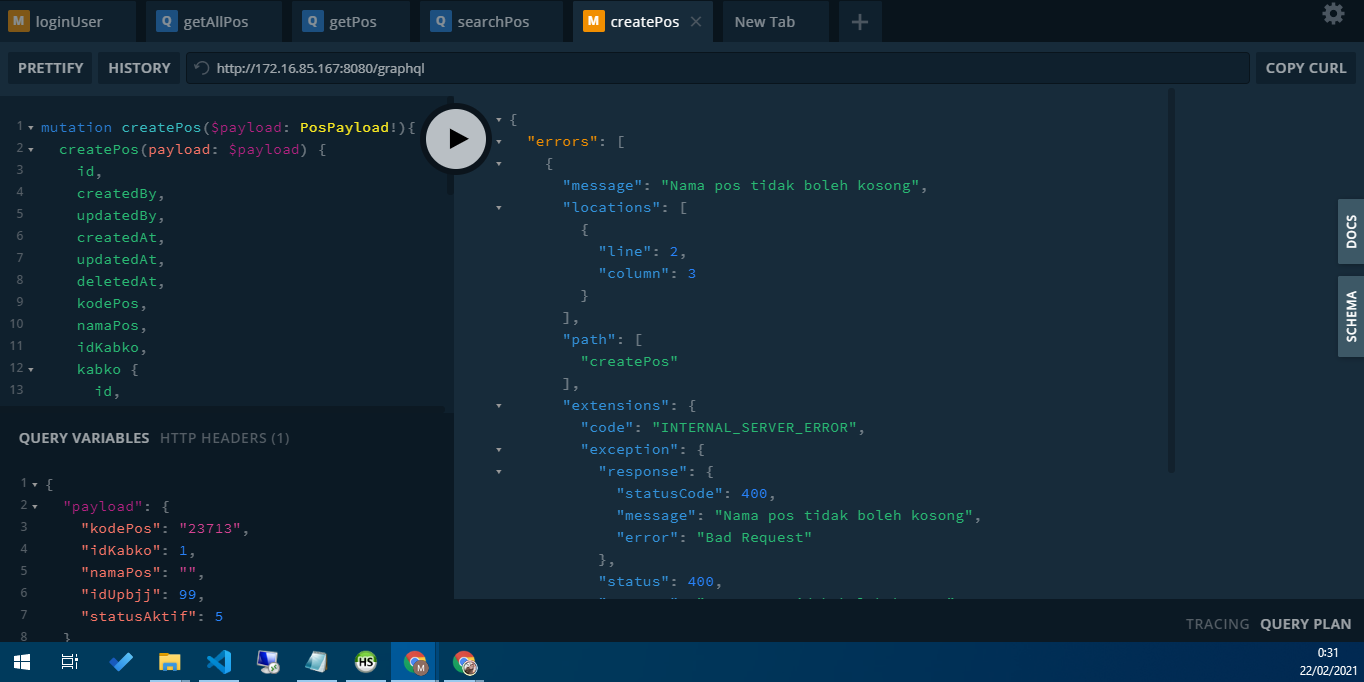 M loginUser Q getAllPos Q getPos Q searchPos M createPos × New Tab +
PRETTIFY HISTORY http://172.16.85.167:8080/graphql COPY CURL
1 mutation createPos($payload: PosPayload!){
2 createPos(payload: $payload) {
3 id,
4 createdBy,
5 updatedBy,
6 createdAt,
7 updatedAt,
8 deletedAt,
9 kodePos,
10 namaPos,
11 idKabko,
12 kabko {
13 id,
QUERY VARIABLES HTTP HEADERS (1)
1 {
2 "payload": {
3 "kodePos": "23713",
4 "idKabko": 1,
5 "namaPos": "",
6 "idUpbjj": 99,
7 "statusAktif": 5
8 }
{
"errors": [
{
"message": "Nama pos tidak boleh kosong",
"locations": [
{
"line": 2,
"column": 3
}
],
"path": [
"createPos"
],
"extensions": {
"code": "INTERNAL_SERVER_ERROR",
"exception": {
"response": {
"statusCode": 400,
"message": "Nama pos tidak boleh kosong",
"error": "Bad Request"
},
"status": 400,
DOCS
SCHEMA
TRACING QUERY PLAN
HS M
0:31
22/02/2021